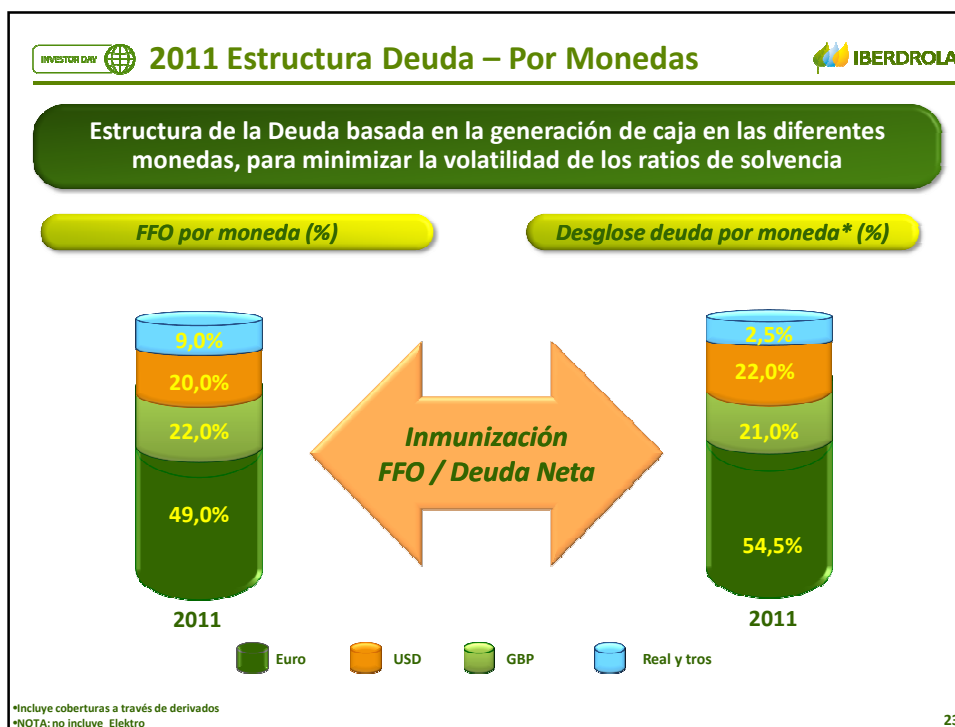 INVESTOR DAY
2011 Estructura Deuda – Por Monedas
IBERDROLA
Estructura de la Deuda basada en la generación de caja en las diferentes
monedas, para minimizar la volatilidad de los ratios de solvencia
FFO por moneda (%)
Desglose deuda por moneda* (%)
9,0%
20,0%
22,0%
49,0%
2011
Inmunización
FFO / Deuda Neta
2,5%
22,0%
21,0%
54,5%
2011
Euro
USD
GBP
Real y tros
•Incluye coberturas a través de derivados
•NOTA: no incluye Elektro
23